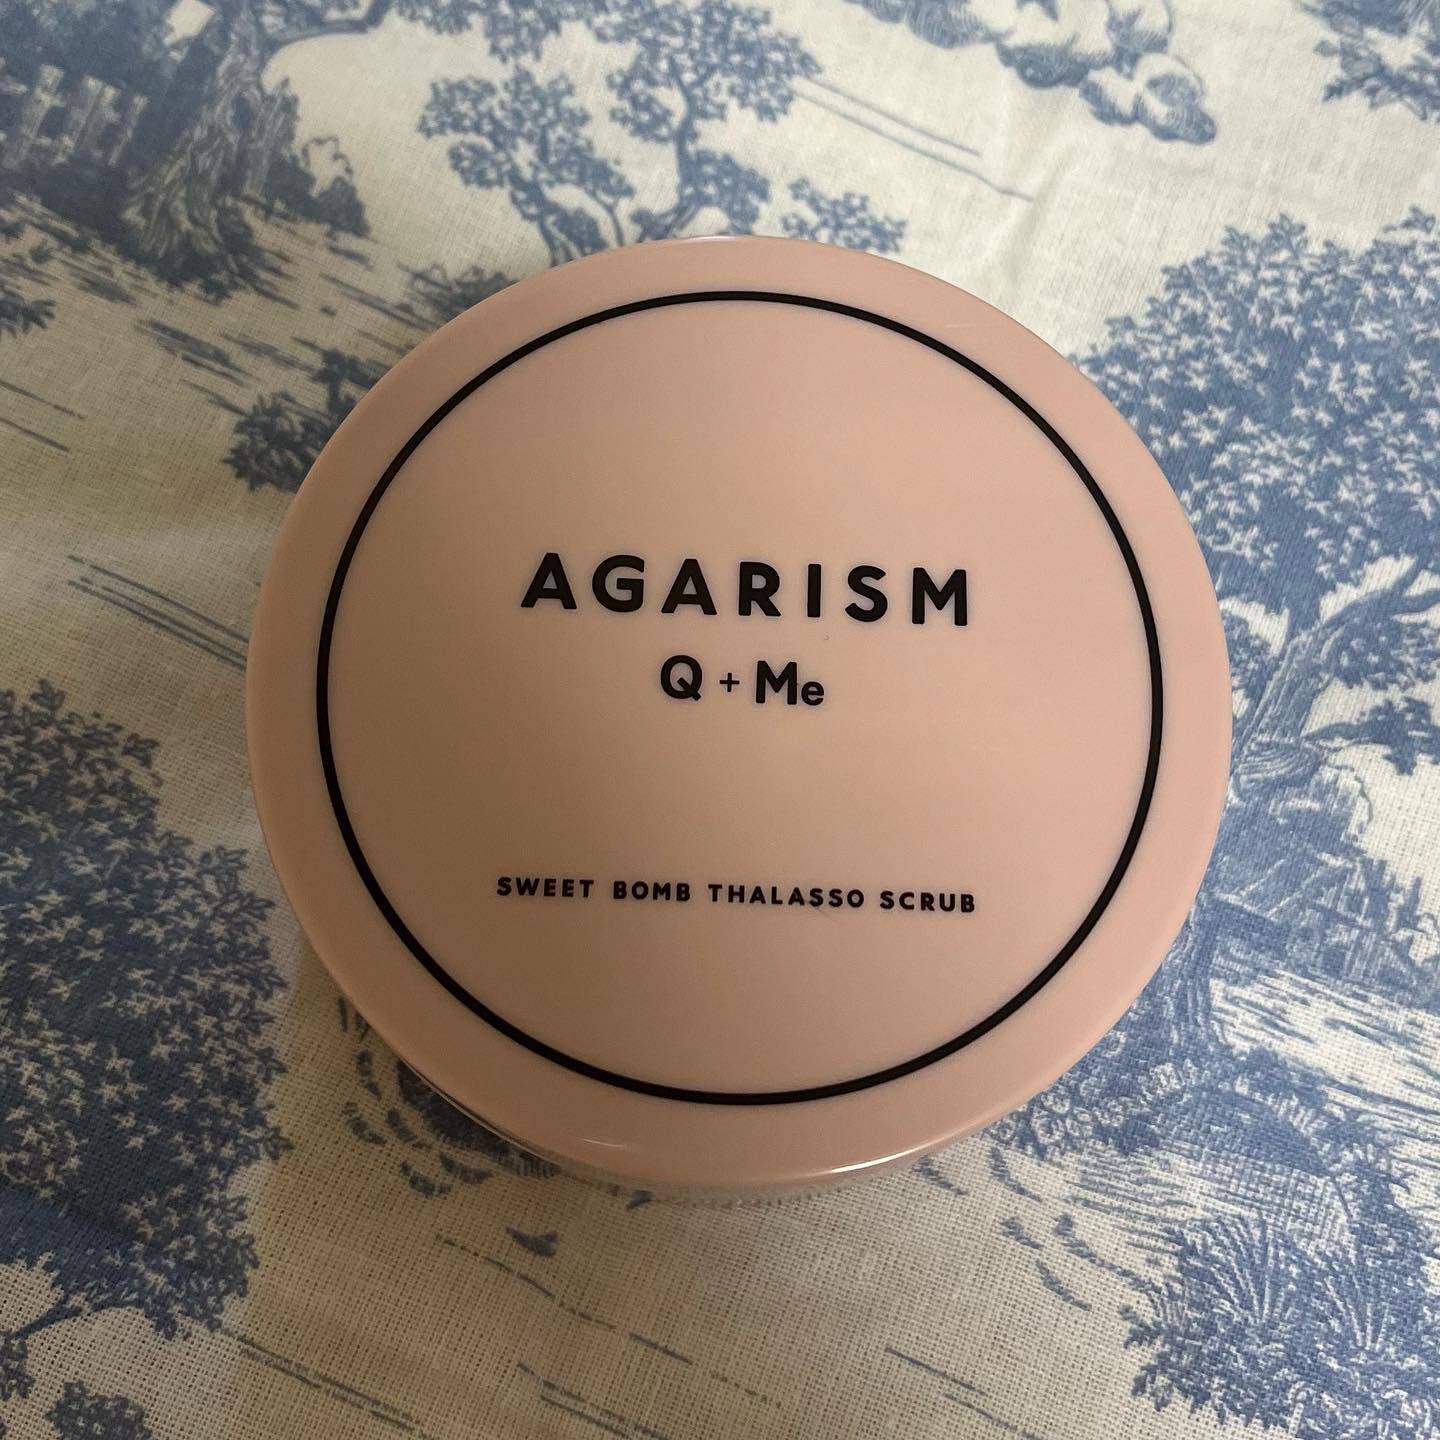 AGARISM
Q + Me
SWEET BOMB THALASSO SCRUB